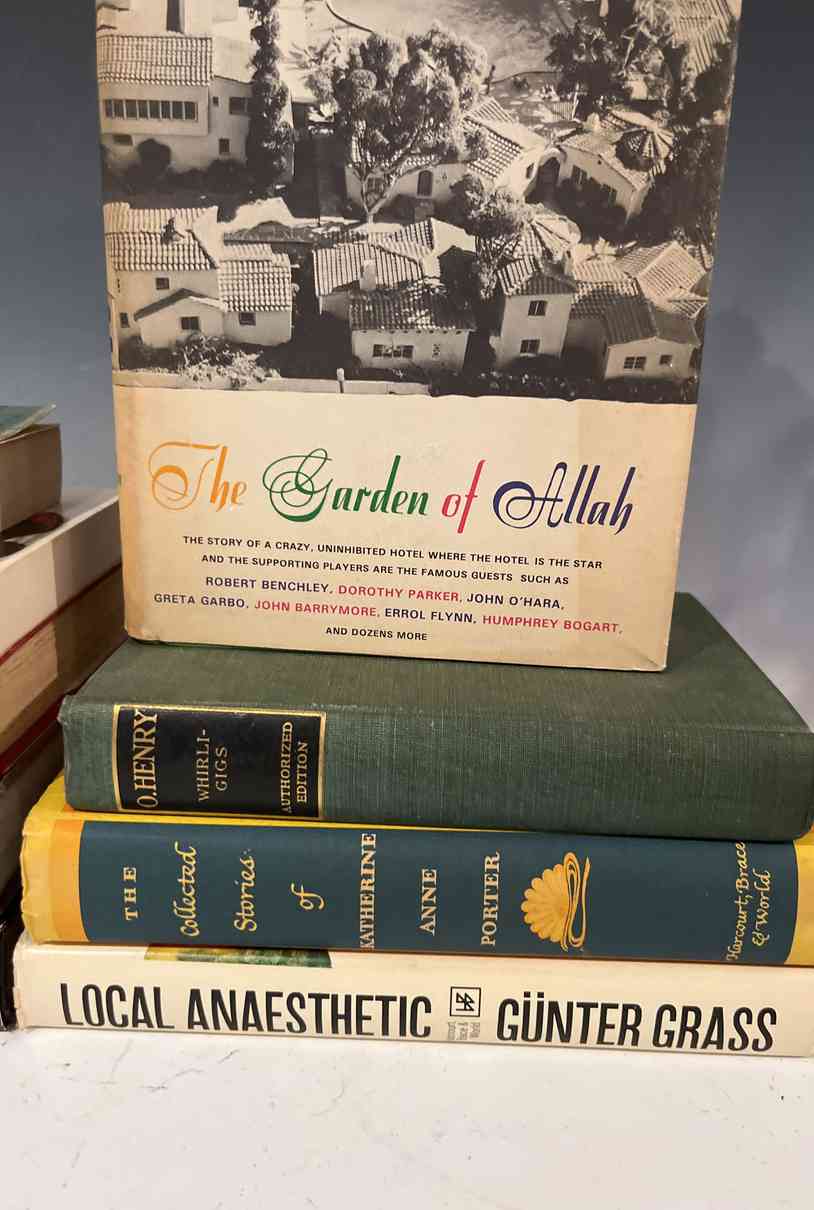 The Garden of Allah
THE STORY OF A CRAZY, UNINHIBITED HOTEL WHERE THE HOTEL IS THE STAR
AND THE SUPPORTING PLAYERS ARE THE FAMOUS GUESTS SUCH AS
ROBERT BENCHLEY, DOROTHY PARKER, JOHN O'HARA,
GRETA GARBO, JOHN BARRYMORE, ERROL FLYNN, HUMPHREY BOGART,
AND DOZENS MORE
O. HENRY
WHIRLI-
GIGS
AUTHORIZED
EDITION
THE
Collected
Stories
of
KATHERINE
ANNE
PORTER
Harcourt, Brace
& World
LOCAL ANAESTHETIC GÜNTER GRASS